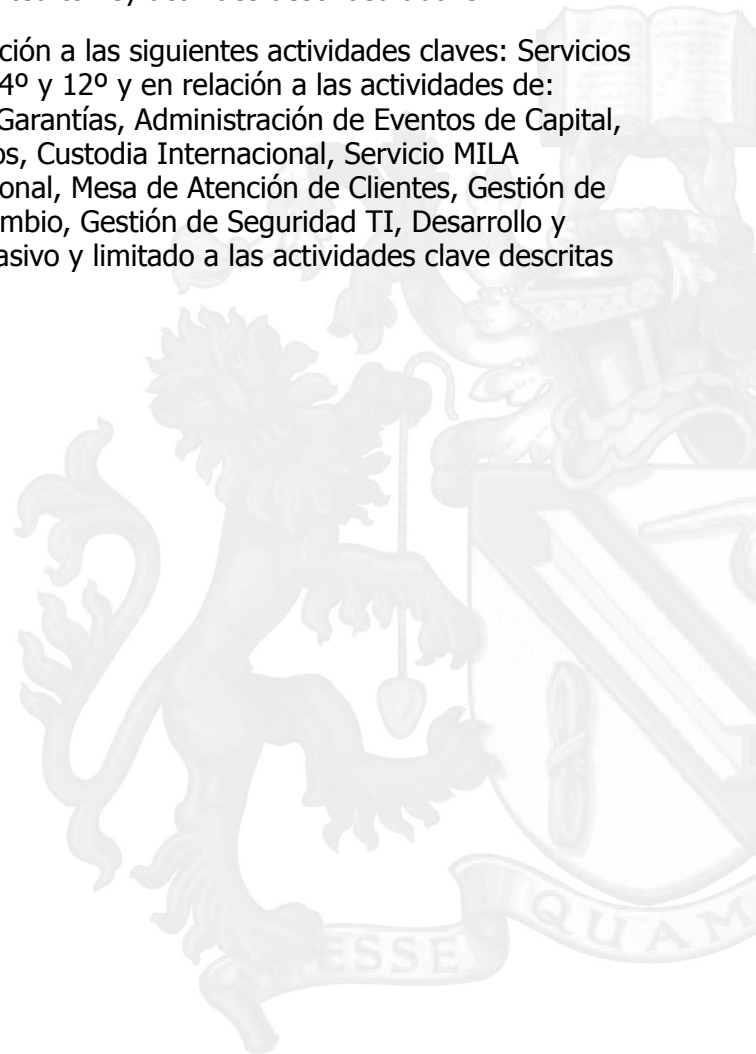 ción a las siguientes actividades claves: Servicios
4º y 12º y en relación a las actividades de:
Garantías, Administración de Eventos de Capital,
os, Custodia Internacional, Servicio MILA
onal, Mesa de Atención de Clientes, Gestión de
mbio, Gestión de Seguridad TI, Desarrollo y
asivo y limitado a las actividades clave descritas
ESSE
QUAM